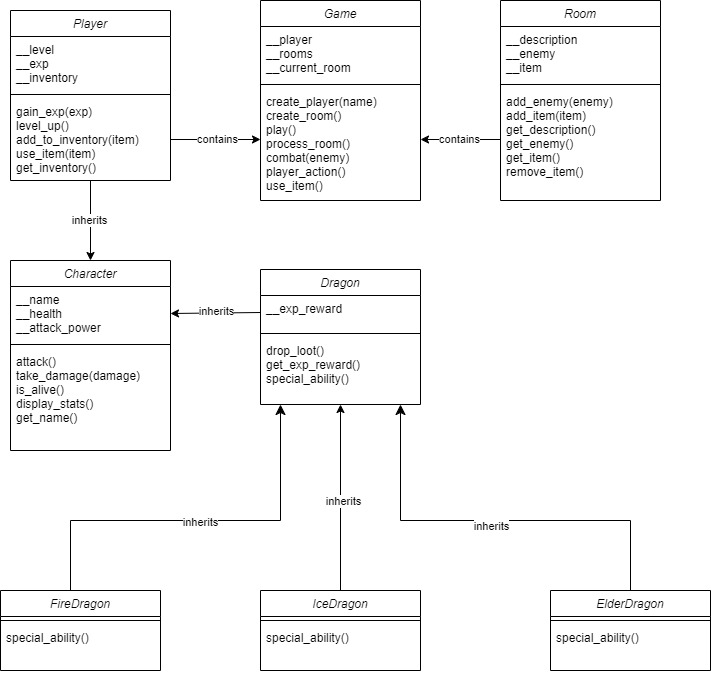 Player
__level
__exp
__inventory
gain_exp(exp)
level_up()
add_to_inventory(item)
use_item(item)
get_inventory()
contains
Game
__player
__rooms
__current_room
create_player(name)
create_room()
play()
process_room()
combat(enemy)
player_action()
use_item()
contains
Room
__description
__enemy
__item
add_enemy(enemy)
add_item(item)
get_description()
get_enemy()
get_item()
remove_item()
inherits
Character
__name
__health
__attack_power
attack()
take_damage(damage)
is_alive()
display_stats()
get_name()
inherits
Dragon
__exp_reward
drop_loot()
get_exp_reward()
special_ability()
inherits
inherits
inherits
FireDragon
special_ability()
IceDragon
special_ability()
ElderDragon
special_ability()